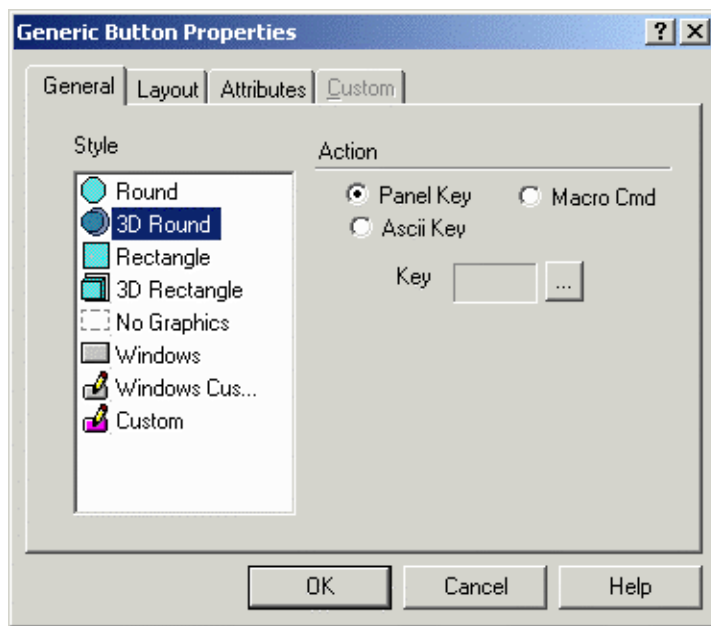 Generic Button Properties
General Layout Attributes Custom
Style
Round
3D Round
Rectangle
3D Rectangle
No Graphics
Windows
Windows Cus...
Custom
Action
Panel Key Macro Cmd
Ascii Key
Key ...
OK Cancel Help